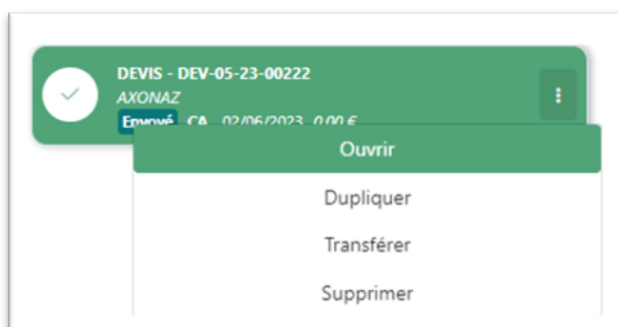 DEVIS - DEV-05-23-00222
AXONAZ
Envoyé CA 02/06/2023 0.00 €
Ouvrir
Dupliquer
Transférer
Supprimer